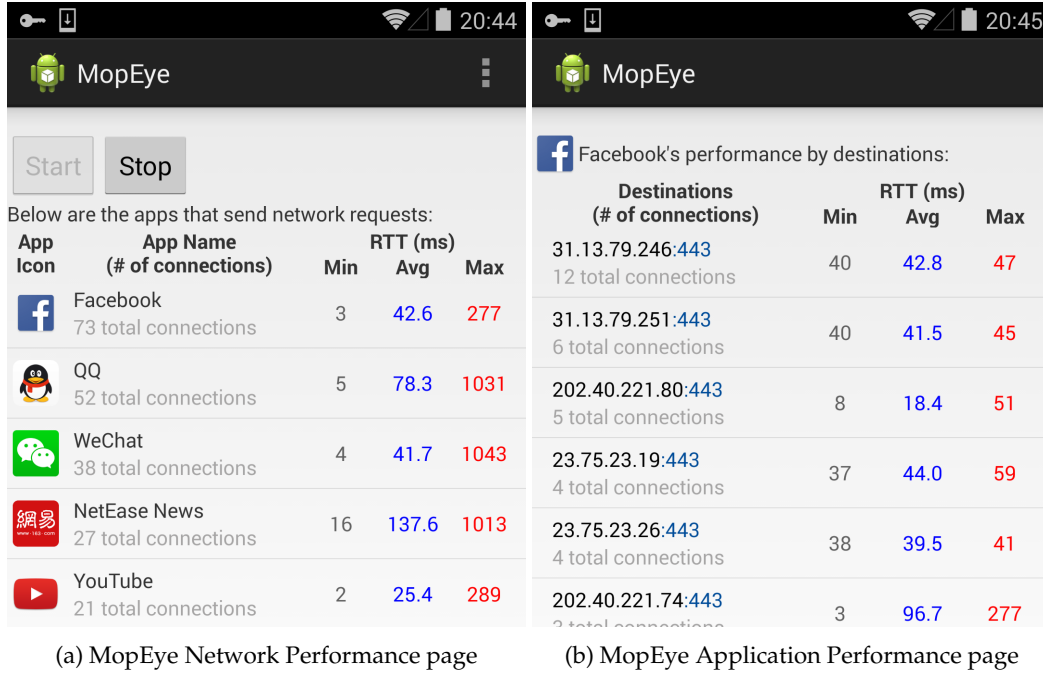 20:44
MopEye
Start Stop
Below are the apps that send network requests:
App Icon App Name (# of connections) RTT (ms) Min Avg Max
Facebook
73 total connections
3 42.6 277
QQ
52 total connections
5 78.3 1031
WeChat
38 total connections
4 41.7 1043
網易
www.163.com
NetEase News
27 total connections
16 137.6 1013
YouTube
21 total connections
2 25.4 289
(a) MopEye Network Performance page
20:45
MopEye
Facebook's performance by destinations:
Destinations (# of connections) RTT (ms) Min Avg Max
31.13.79.246:443
12 total connections
40 42.8 47
31.13.79.251:443
6 total connections
40 41.5 45
202.40.221.80:443
5 total connections
8 18.4 51
23.75.23.19:443
4 total connections
37 44.0 59
23.75.23.26:443
4 total connections
38 39.5 41
202.40.221.74:443
3 total connections
3 96.7 277
(b) MopEye Application Performance page